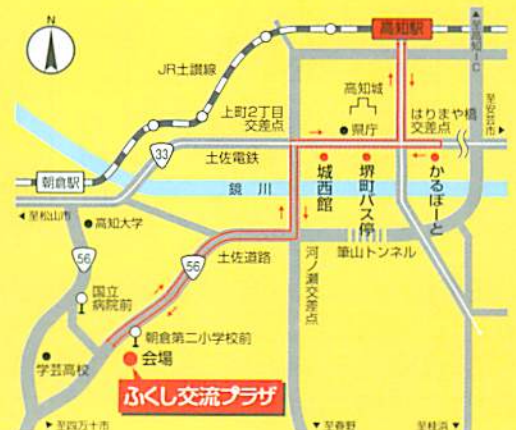 N
高知駅
至高知IC
JR土讃線
高知城
上町2丁目
交差点
県庁
はりまや橋
交差点
至安芸市
33
土佐電鉄
朝倉駅
鏡川
城西館
堺町バス停
かるぽーと
至松山市
高知大学
56
土佐道路
56
河ノ瀬交差点
筆山トンネル
国立
病院前
朝倉第二小学校前
会場
学芸高校
ふくし交流プラザ
至四万十市
至春野
至桂浜